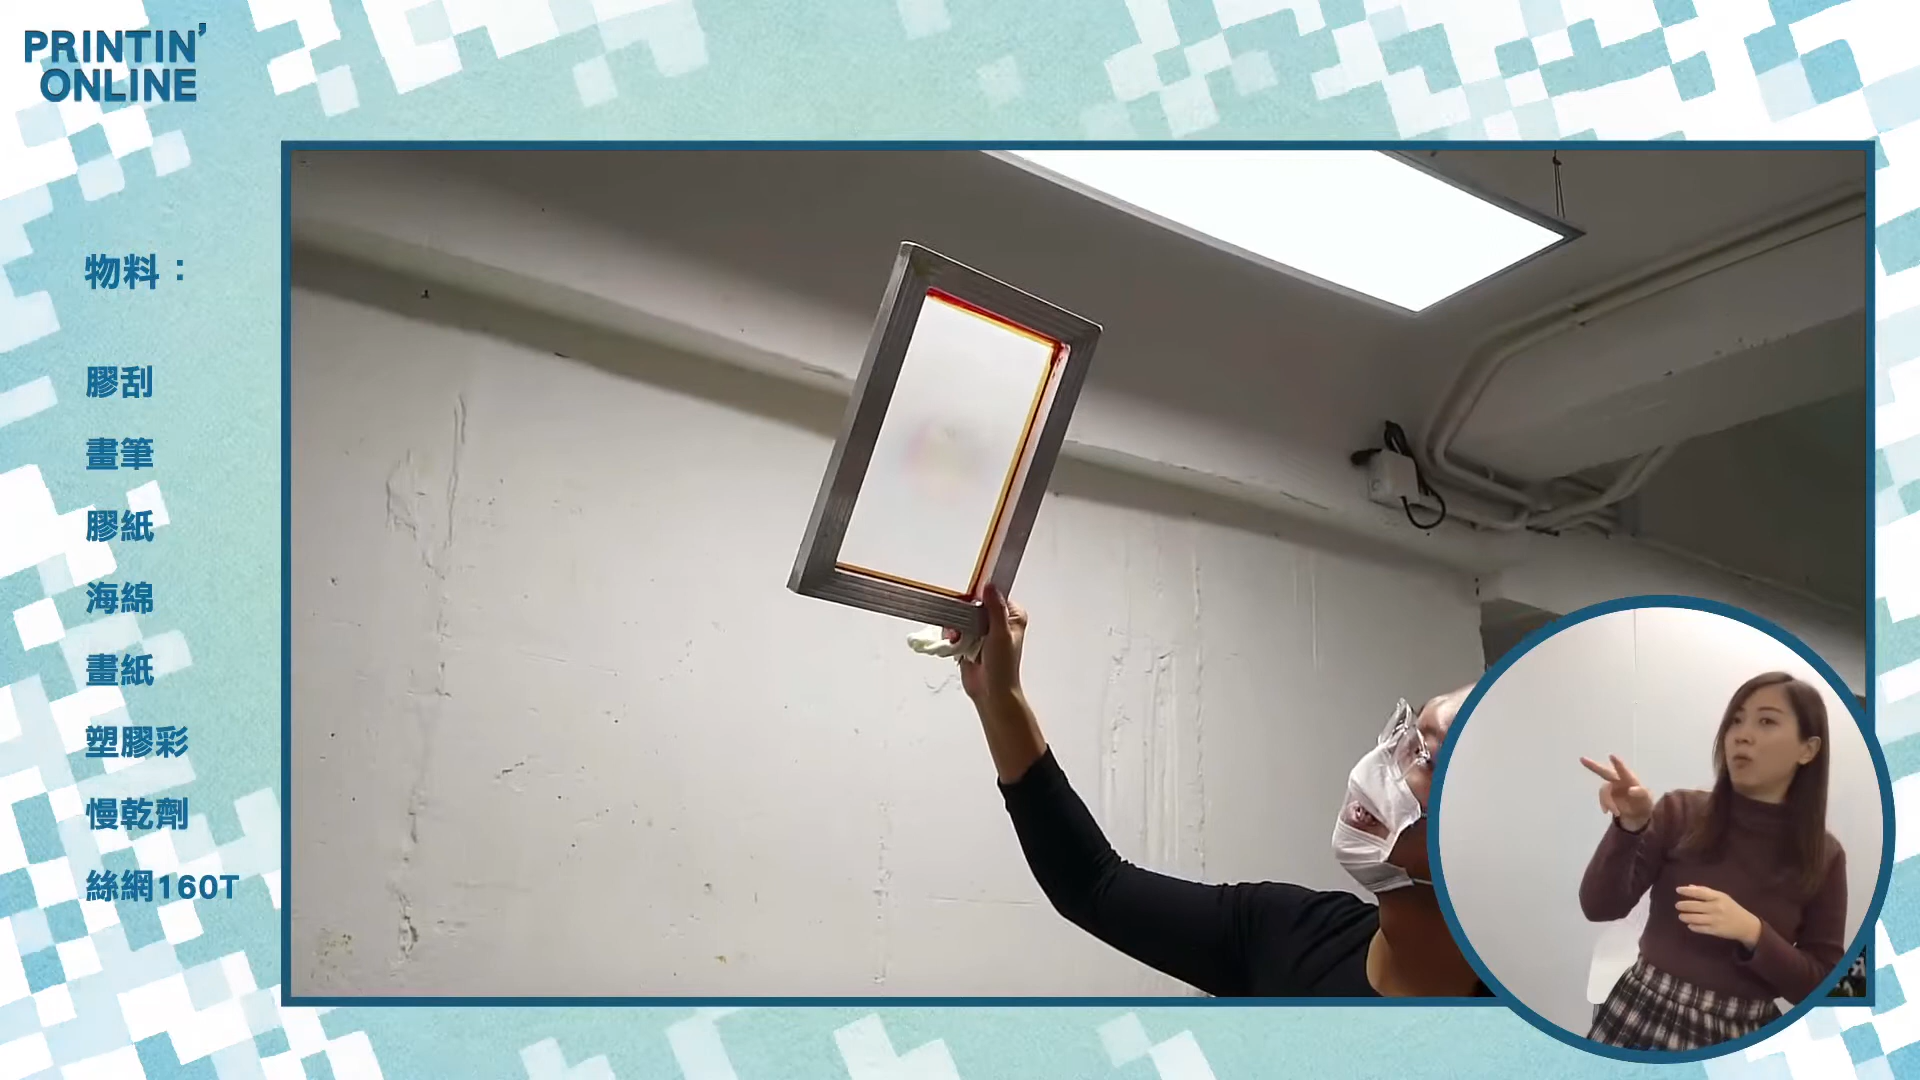 PRINTIN'
ONLINE
物料：
膠刮
畫筆
膠紙
海綿
畫紙
塑膠彩
慢乾劑
絲網160T